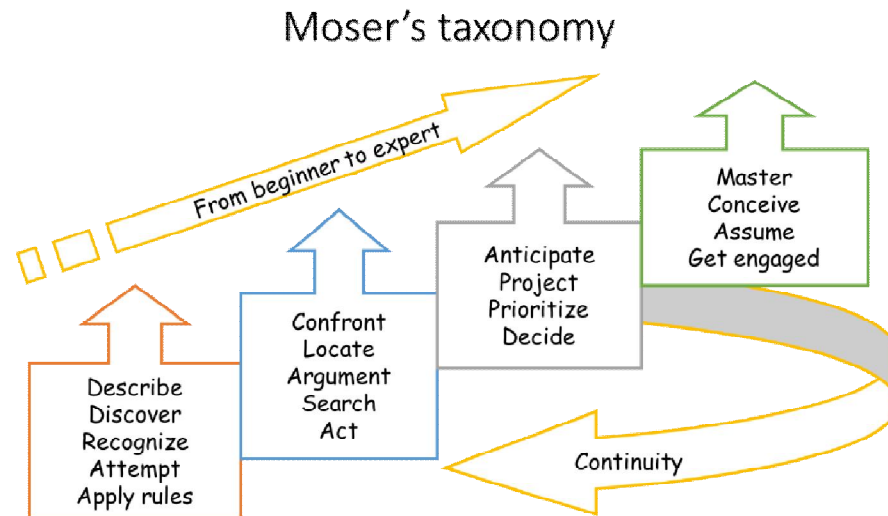 Moser's taxonomy
From beginner to expert
Describe
Discover
Recognize
Attempt
Apply rules
Confront
Locate
Argument
Search
Act
Anticipate
Project
Prioritize
Decide
Master
Conceive
Assume
Get engaged
Continuity